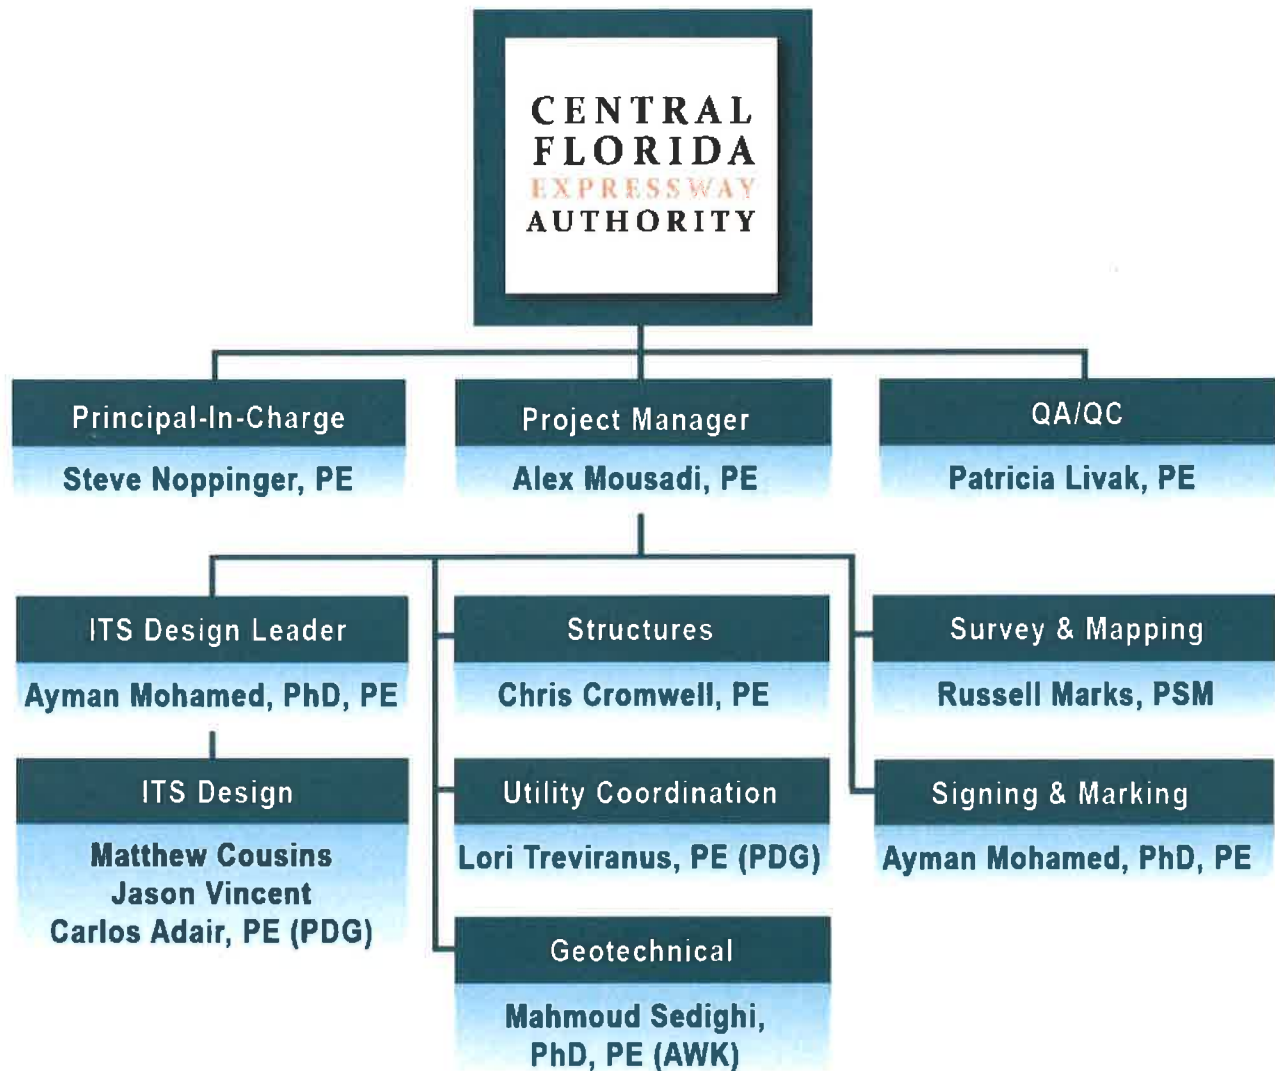 CENTRAL
FLORIDA
EXPRESSWAY
AUTHORITY
Principal-In-Charge
Steve Noppinger, PE
Project Manager
Alex Mousadi, PE
QA/QC
Patricia Livak, PE
ITS Design Leader
Ayman Mohamed, PhD, PE
Structures
Chris Cromwell, PE
Survey & Mapping
Russell Marks, PSM
ITS Design
Matthew Cousins
Jason Vincent
Carlos Adair, PE (PDG)
Utility Coordination
Lori Treviranus, PE (PDG)
Signing & Marking
Ayman Mohamed, PhD, PE
Geotechnical
Mahmoud Sedighi,
PhD, PE (AWK)